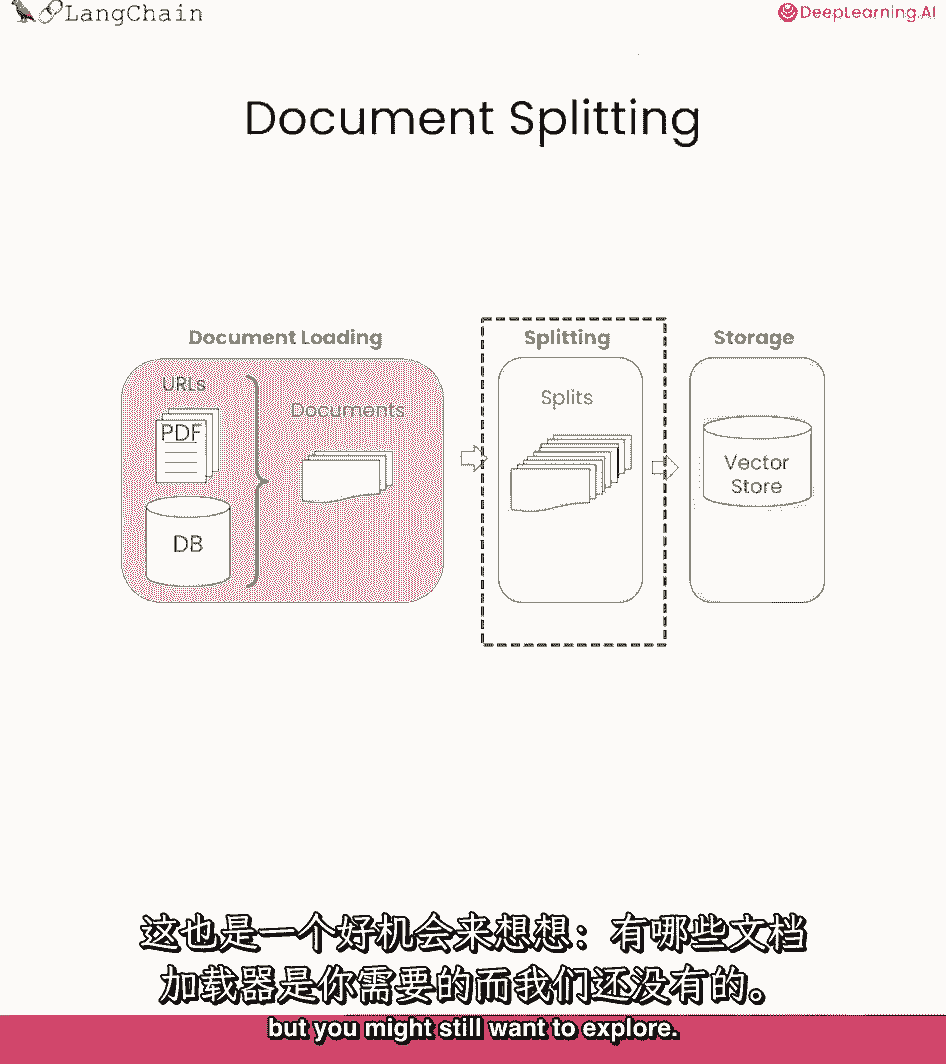 LangChain
DeepLearning.AI
Document Splitting
Document Loading
Splitting
Storage
URLs
Documents
PDF
DB
Splits
Vector
Store
这也是一个好机会来想想：有哪些文档
加载器是你需要的而我们还没有的。
but you might still want to explore.